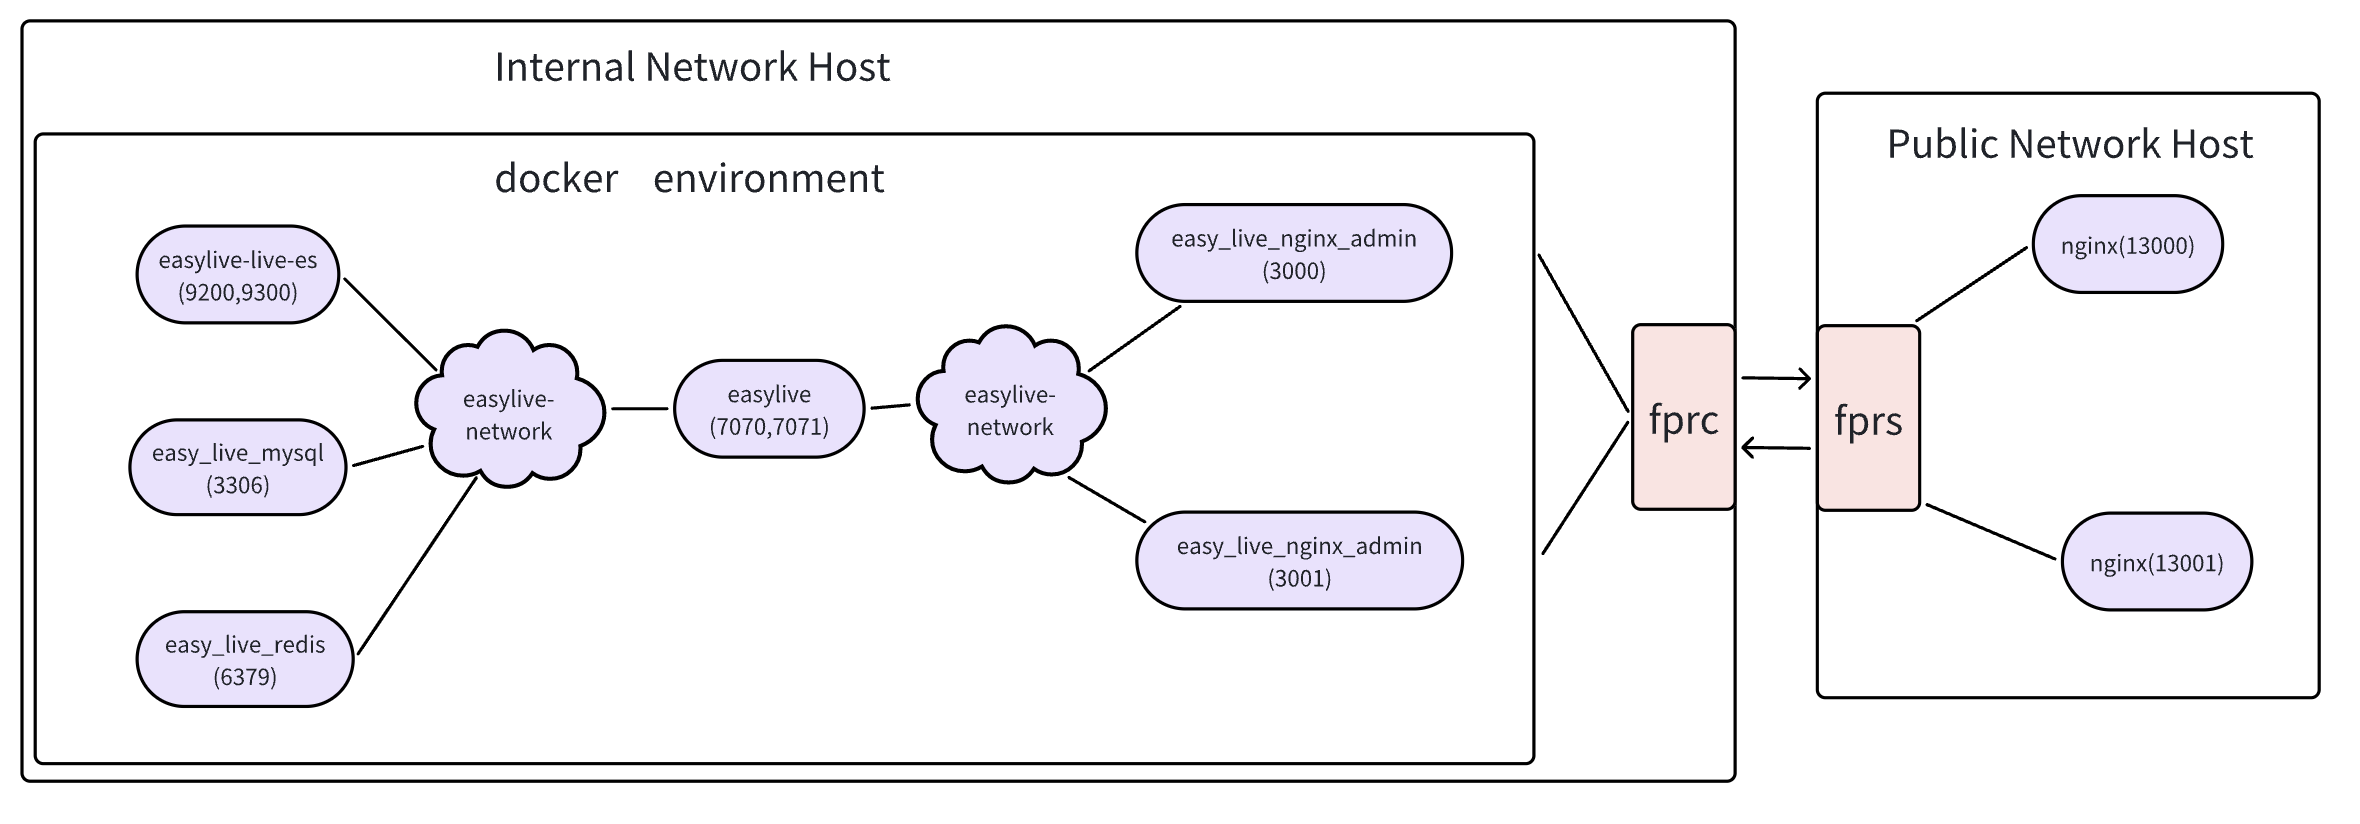 Internal Network Host
docker environment
Public Network Host
easylive-live-es
(9200,9300)
easy_live_mysql
(3306)
easy_live_redis
(6379)
easylive-
network
easylive
(7070,7071)
easylive-
network
easy_live_nginx_admin
(3000)
easy_live_nginx_admin
(3001)
fprc
fprs
nginx(13000)
nginx(13001)